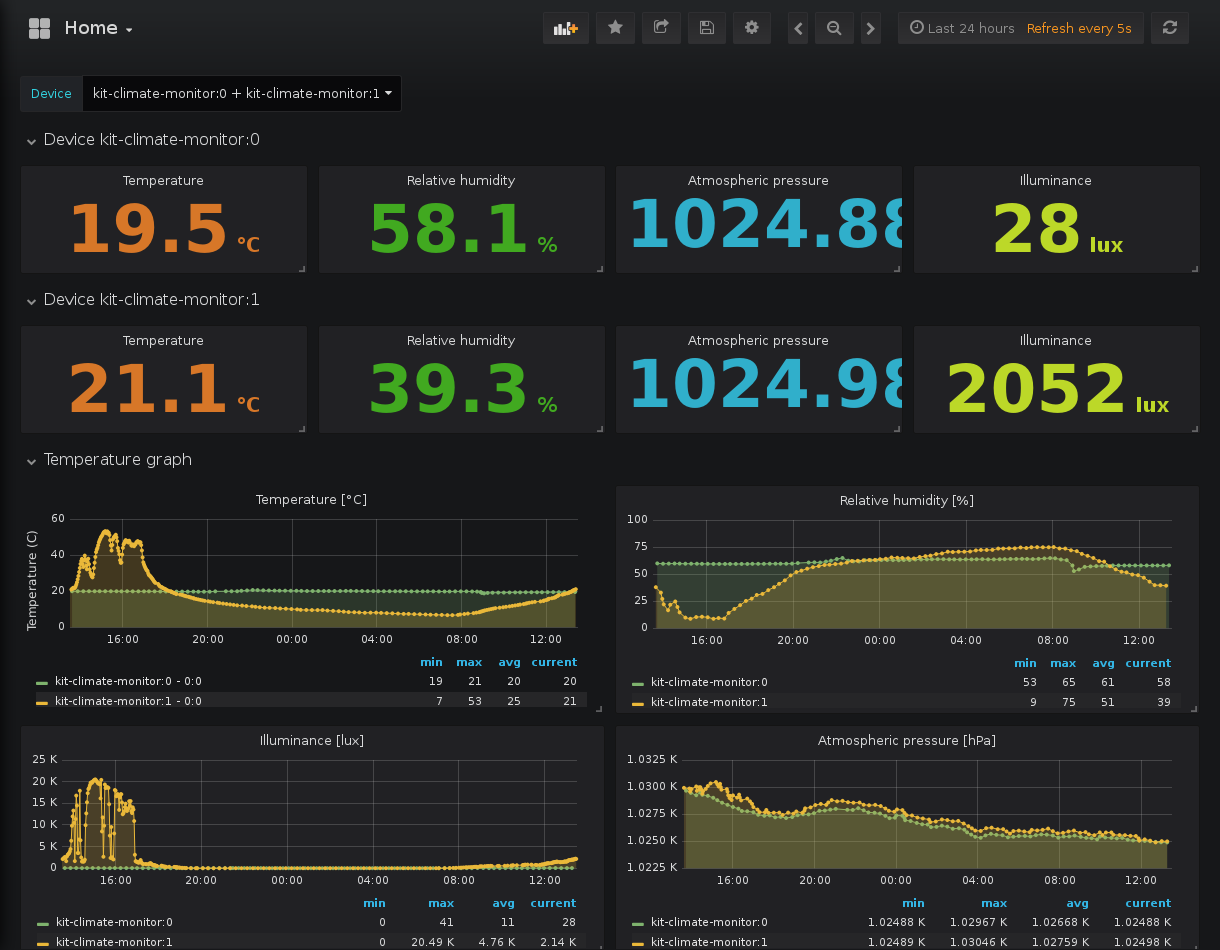 Home
Last 24 hours Refresh every 5s
Device kit-climate-monitor:0 + kit-climate-monitor:1
Device kit-climate-monitor:0
Temperature Relative humidity Atmospheric pressure Illuminance
19.5 °C 58.1 % 1024.88 28 lux
Device kit-climate-monitor:1
Temperature Relative humidity Atmospheric pressure Illuminance
21.1 °C 39.3 % 1024.98 2052 lux
Temperature graph
Temperature [°C]
Temperature (C)
60
40
20
0
16:00 20:00 00:00 04:00 08:00 12:00
min max avg current
kit-climate-monitor:0 - 0:0 19 21 20 20
kit-climate-monitor:1 - 0:0 7 53 25 21
Relative humidity [%]
100
75
50
25
0
16:00 20:00 00:00 04:00 08:00 12:00
min max avg current
kit-climate-monitor:0 53 65 61 58
kit-climate-monitor:1 9 75 51 39
Illuminance [lux]
25 K
20 K
15 K
10 K
5 K
0
16:00 20:00 00:00 04:00 08:00 12:00
min max avg current
kit-climate-monitor:0 0 41 11 28
kit-climate-monitor:1 0 20.49 K 4.76 K 2.14 K
Atmospheric pressure [hPa]
1.0325 K
1.0300 K
1.0275 K
1.0250 K
1.0225 K
16:00 20:00 00:00 04:00 08:00 12:00
min max avg current
kit-climate-monitor:0 1.02488 K 1.02967 K 1.02668 K 1.02488 K
kit-climate-monitor:1 1.02489 K 1.03046 K 1.02759 K 1.02498 K